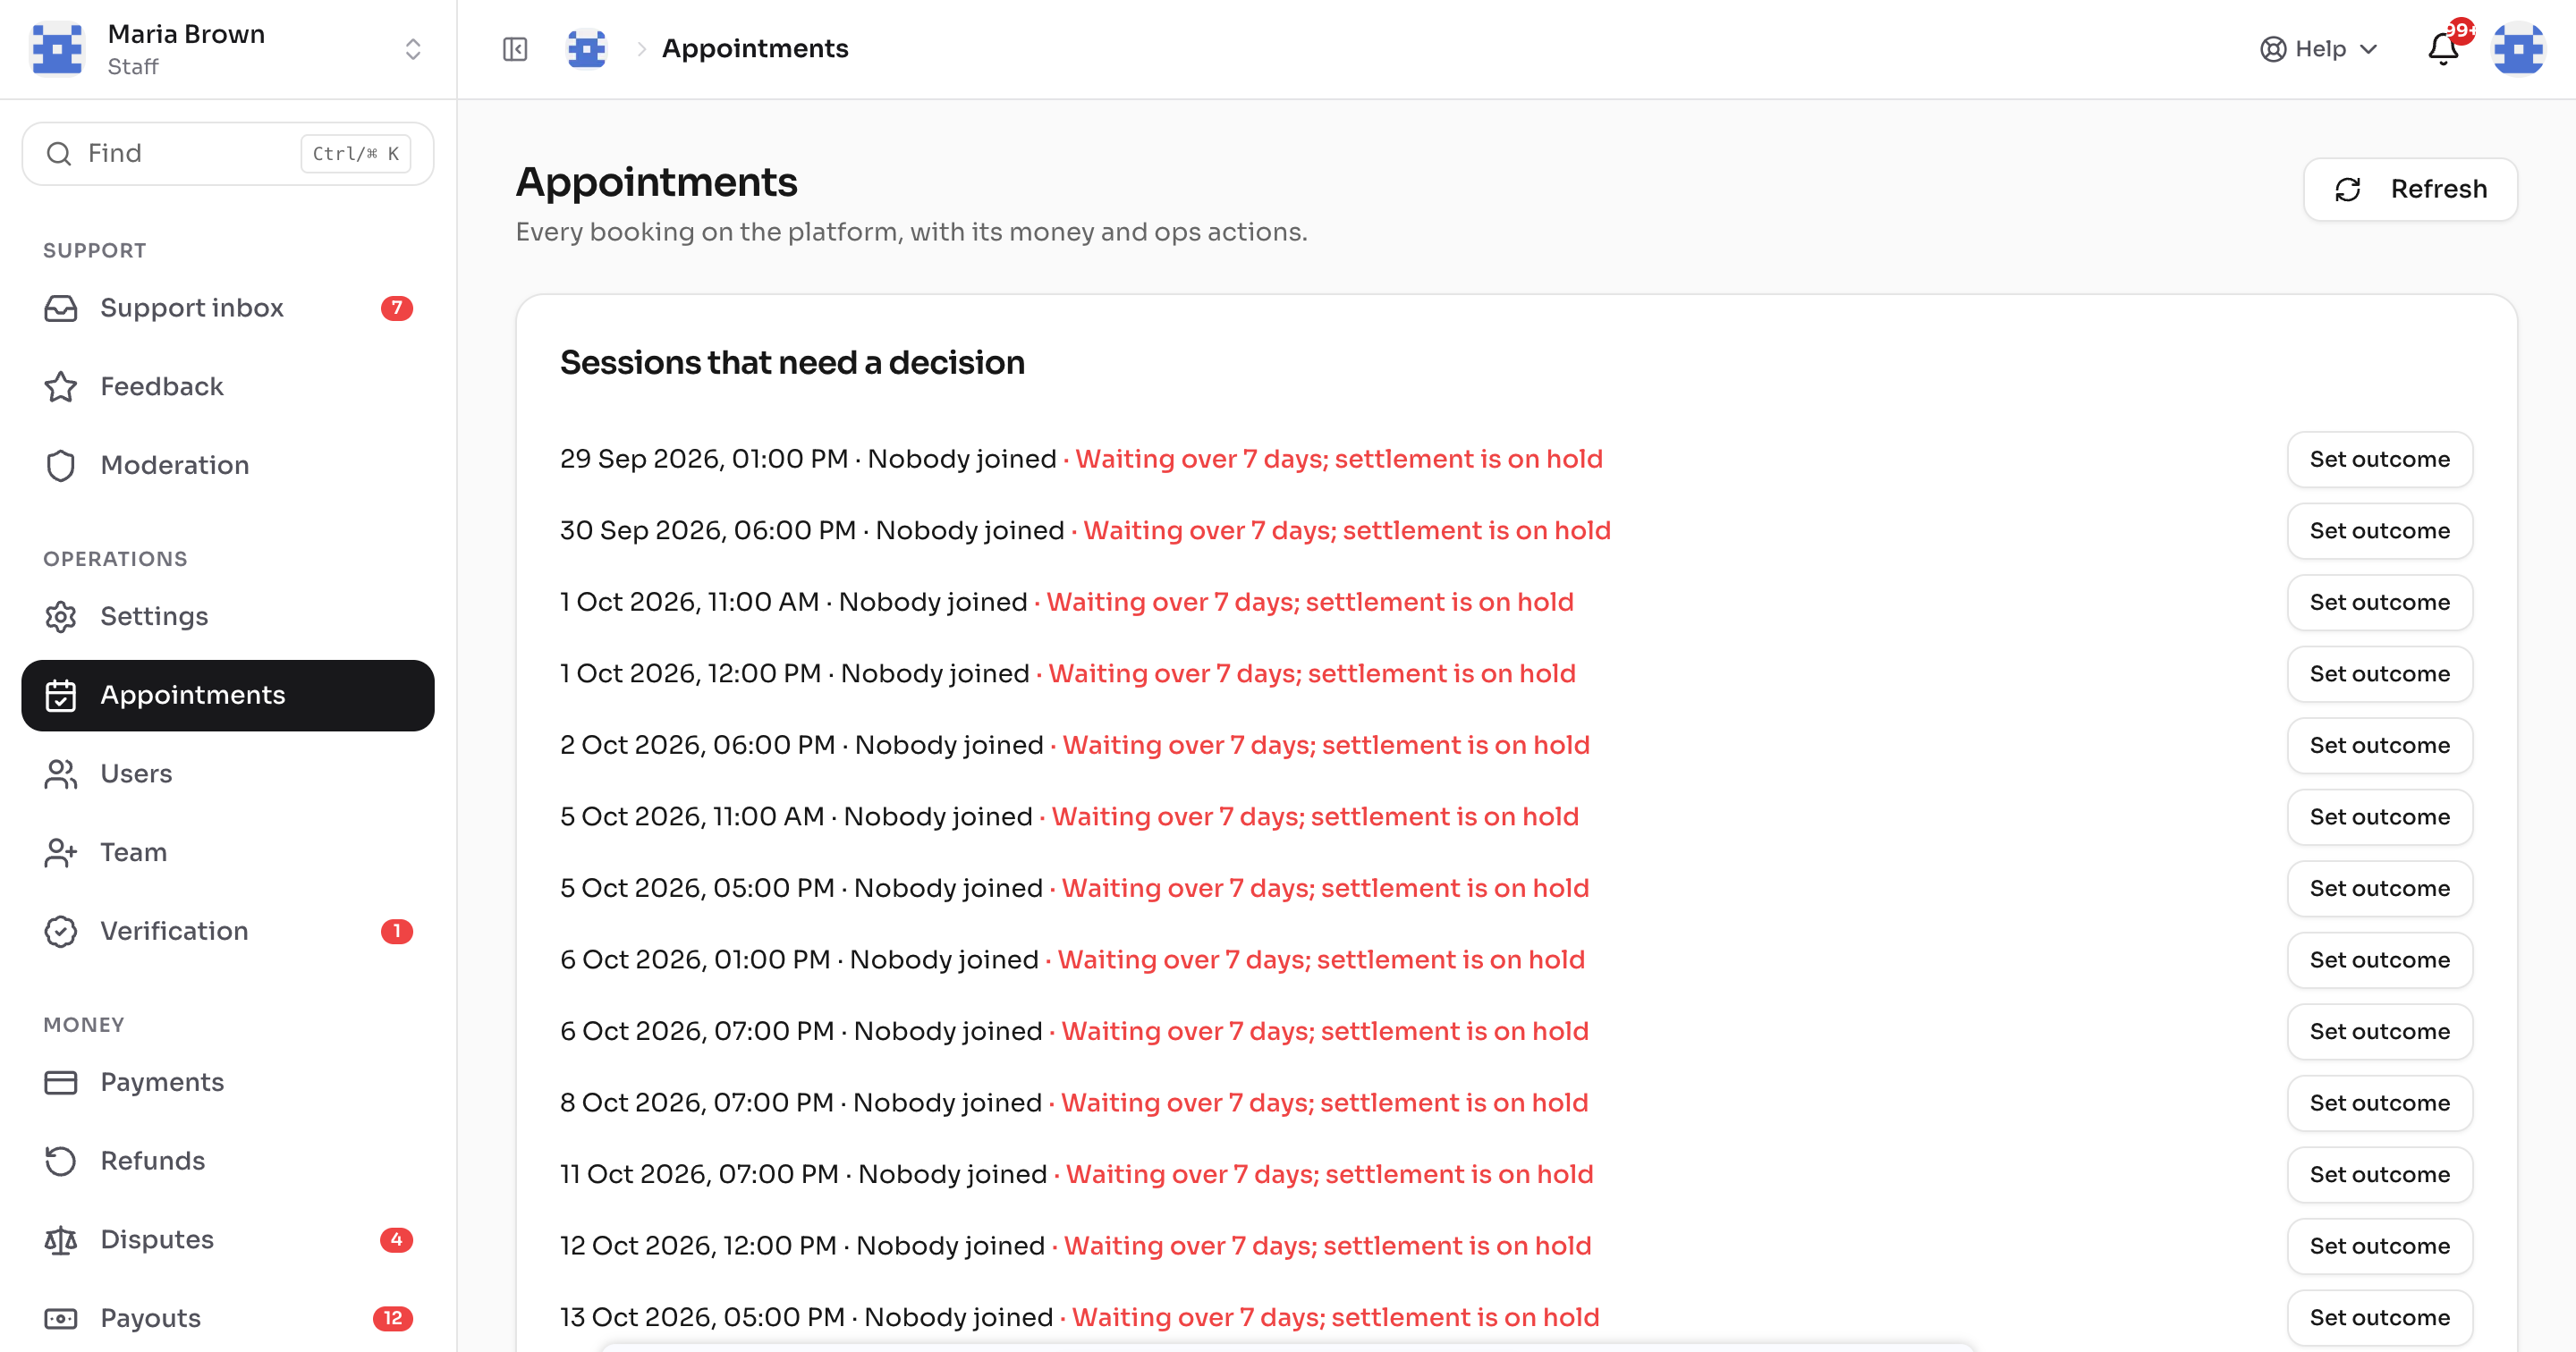 Maria Brown
Staff
Find
Ctrl/⌘ K
SUPPORT
Support inbox 7
Feedback
Moderation
OPERATIONS
Settings
Appointments
Users
Team
Verification 1
MONEY
Payments
Refunds
Disputes 4
Payouts 12
Appointments
Help
99+
Appointments
Every booking on the platform, with its money and ops actions.
Refresh
Sessions that need a decision
29 Sep 2026, 01:00 PM · Nobody joined · Waiting over 7 days; settlement is on hold Set outcome
30 Sep 2026, 06:00 PM · Nobody joined · Waiting over 7 days; settlement is on hold Set outcome
1 Oct 2026, 11:00 AM · Nobody joined · Waiting over 7 days; settlement is on hold Set outcome
1 Oct 2026, 12:00 PM · Nobody joined · Waiting over 7 days; settlement is on hold Set outcome
2 Oct 2026, 06:00 PM · Nobody joined · Waiting over 7 days; settlement is on hold Set outcome
5 Oct 2026, 11:00 AM · Nobody joined · Waiting over 7 days; settlement is on hold Set outcome
5 Oct 2026, 05:00 PM · Nobody joined · Waiting over 7 days; settlement is on hold Set outcome
6 Oct 2026, 01:00 PM · Nobody joined · Waiting over 7 days; settlement is on hold Set outcome
6 Oct 2026, 07:00 PM · Nobody joined · Waiting over 7 days; settlement is on hold Set outcome
8 Oct 2026, 07:00 PM · Nobody joined · Waiting over 7 days; settlement is on hold Set outcome
11 Oct 2026, 07:00 PM · Nobody joined · Waiting over 7 days; settlement is on hold Set outcome
12 Oct 2026, 12:00 PM · Nobody joined · Waiting over 7 days; settlement is on hold Set outcome
13 Oct 2026, 05:00 PM · Nobody joined · Waiting over 7 days; settlement is on hold Set outcome